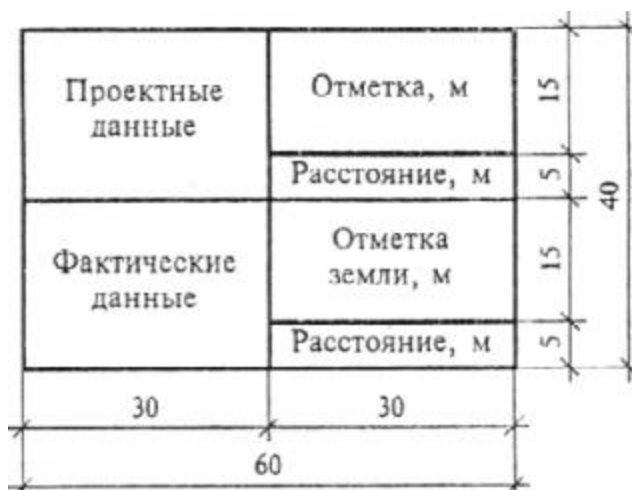 Проектные
данные
Отметка, м
Расстояние, м
Фактические
данные
Отметка
земли, м
Расстояние, м
15
5
15
5
40
30
30
60